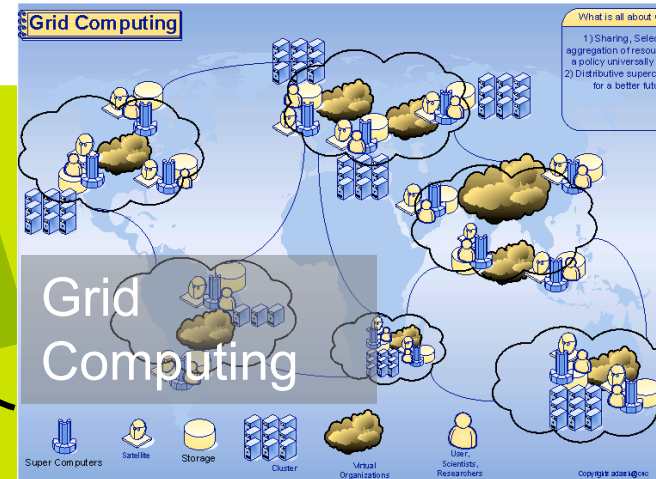 Grid Computing
What is all about
1) Sharing, Selec
aggregation of resou
a policy universally
2) Distributive superc
for a better futu
Grid
Computing
Super Computers
Satellite
Storage
Cluster
Virtual
Organizations
User,
Scientists,
Researchers